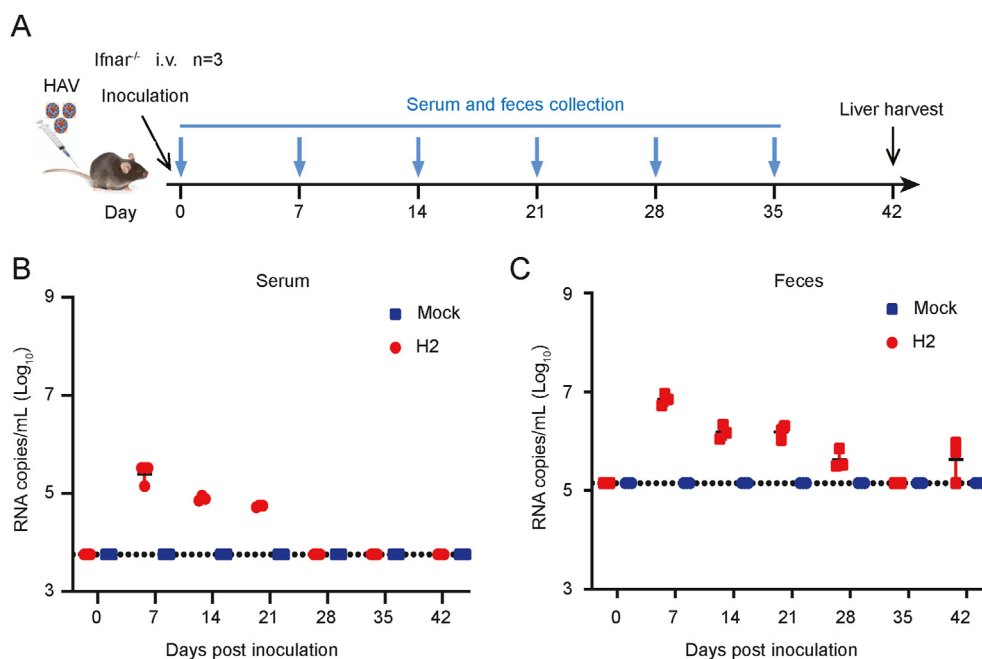 A
Ifnar-/- i.v. n=3
HAV
Inoculation
Serum and feces collection
Liver harvest
Day
0 7 14 21 28 35 42
B
Serum
9
7
5
3
RNA copies/mL (Log10)
Mock
H2
0 7 14 21 28 35 42
Days post inoculation
C
Feces
9
7
5
3
RNA copies/mL (Log10)
Mock
H2
0 7 14 21 28 35 42
Days post inoculation